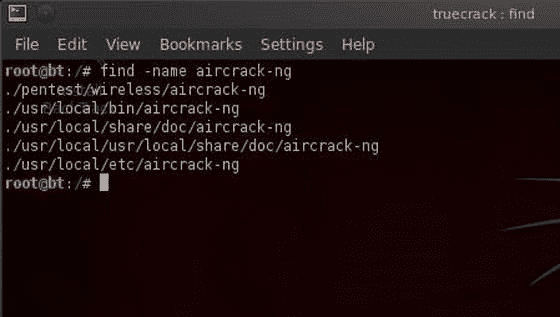 truecrack : find
File Edit View Bookmarks Settings Help
root@bt:/# find -name aircrack-ng
./pentest/wireless/aircrack-ng
./usr/local/bin/aircrack-ng
./usr/local/share/doc/aircrack-ng
./usr/local/usr/local/share/doc/aircrack-ng
./usr/local/etc/aircrack-ng
root@bt:/#